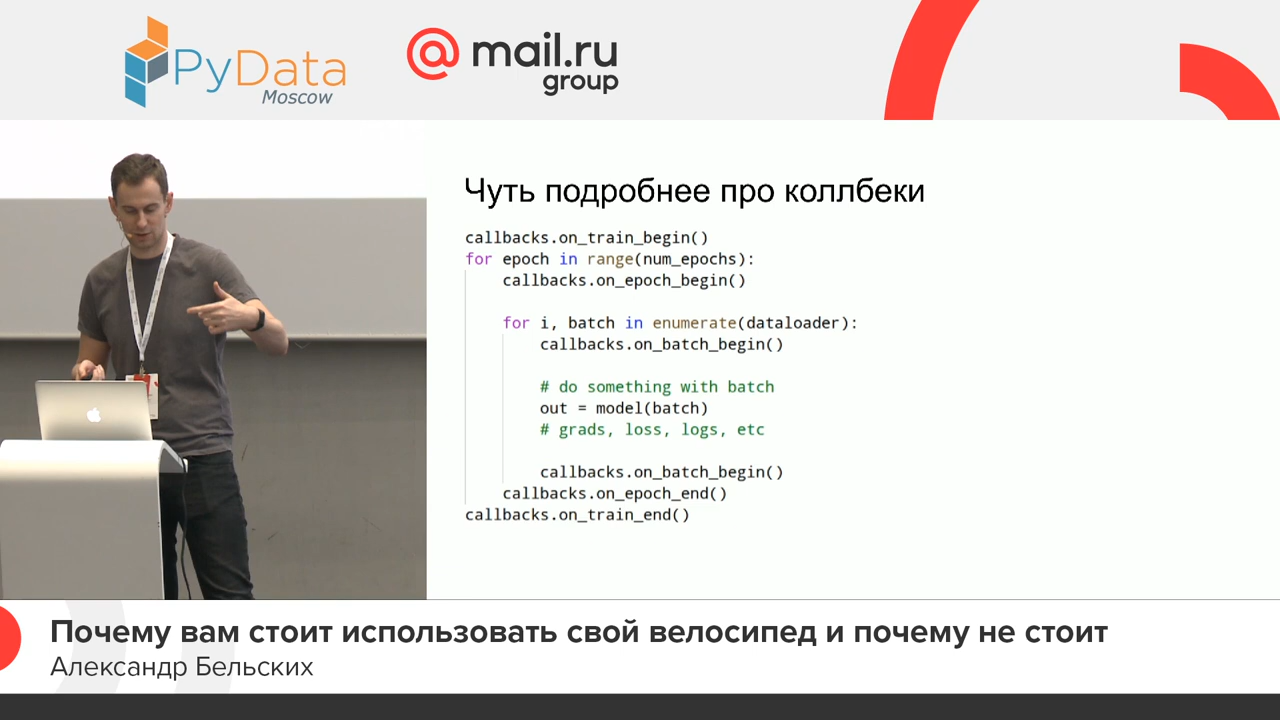 PyData
Moscow
@mail.ru
group
Чуть подробнее про коллбеки
callbacks.on_train_begin()
for epoch in range(num_epochs):
callbacks.on_epoch_begin()
for i, batch in enumerate(dataloader):
callbacks.on_batch_begin()
# do something with batch
out = model(batch)
# grads, loss, logs, etc
callbacks.on_batch_begin()
callbacks.on_epoch_end()
callbacks.on_train_end()
Почему вам стоит использовать свой велосипед и почему не стоит
Александр Бельских